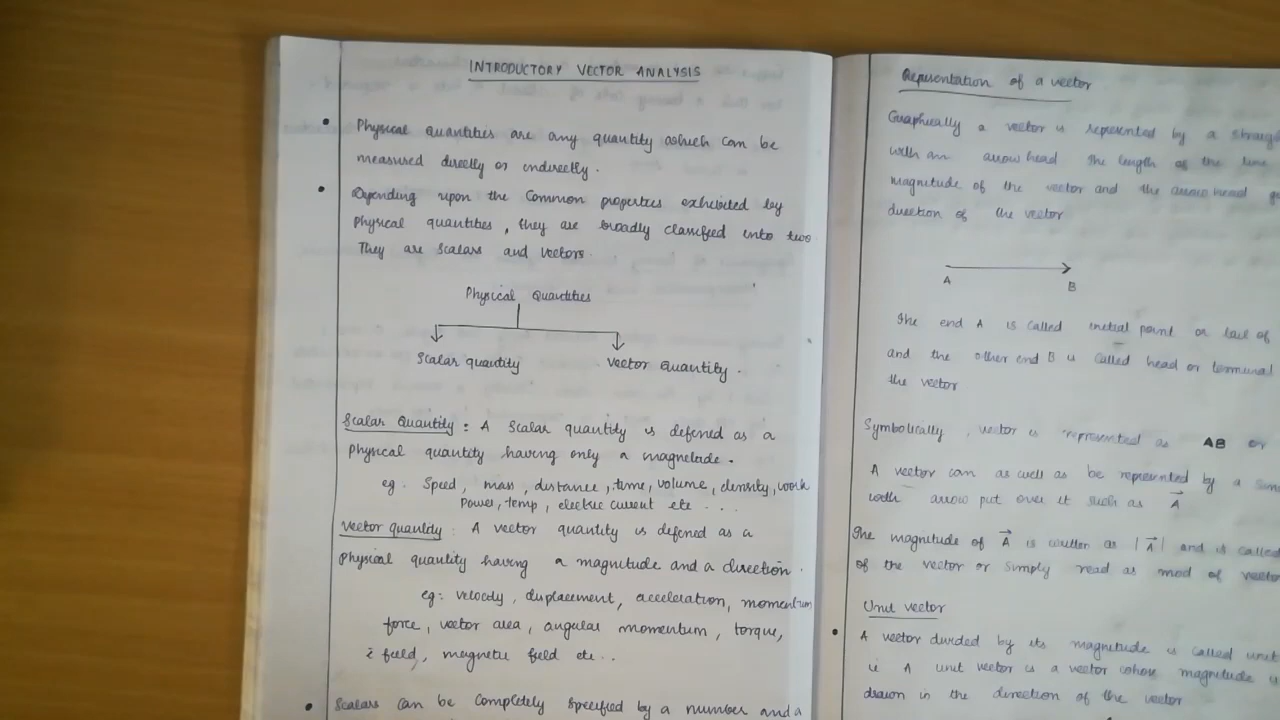 INTRODUCTORY VECTOR ANALYSIS
• Physical Quantities are any quantity which can be
measured directly or indirectly.
• Depending upon the Common properties exhibited by
physical quantities, they are broadly classified into two
They are scalars and vectors.
Physical Quantities
Scalar quantity
Vector Quantity.
Scalar Quantity : A Scalar quantity is defined as a
physical quantity having only a magnitude.
eg. Speed, mass, distance, time, volume, density, work
Power, temp, electric current etc ...
Vector quantity : A vector quantity is defined as a
physical quantity having a magnitude and a direction.
eg: velocity, displacement, acceleration, momentum
force, vector area, angular momentum, torque,
field, magnetic field etc..
• Scalars can be completely specified by a number and a
Representation of a vector
Graphically a vector is represented by a
with an arrow head The length of the line
magnitude of the vector and the arrow head
direction of the vector
A
B
The end A is called initial point or tail of
and the other end B is called head or terminal
the vector
Symbolically, vector is represented as AB or
A vector can as well as be represented by a
with arrow put over it such as A⃗
The magnitude of A⃗ is written as |A⃗| and is called
of the vector or simply read as mod of vector
Unit vector
• A vector divided by its magnitude is called unit
ie A unit vector is a vector whose magnitude is
drawn in the direction of the vector